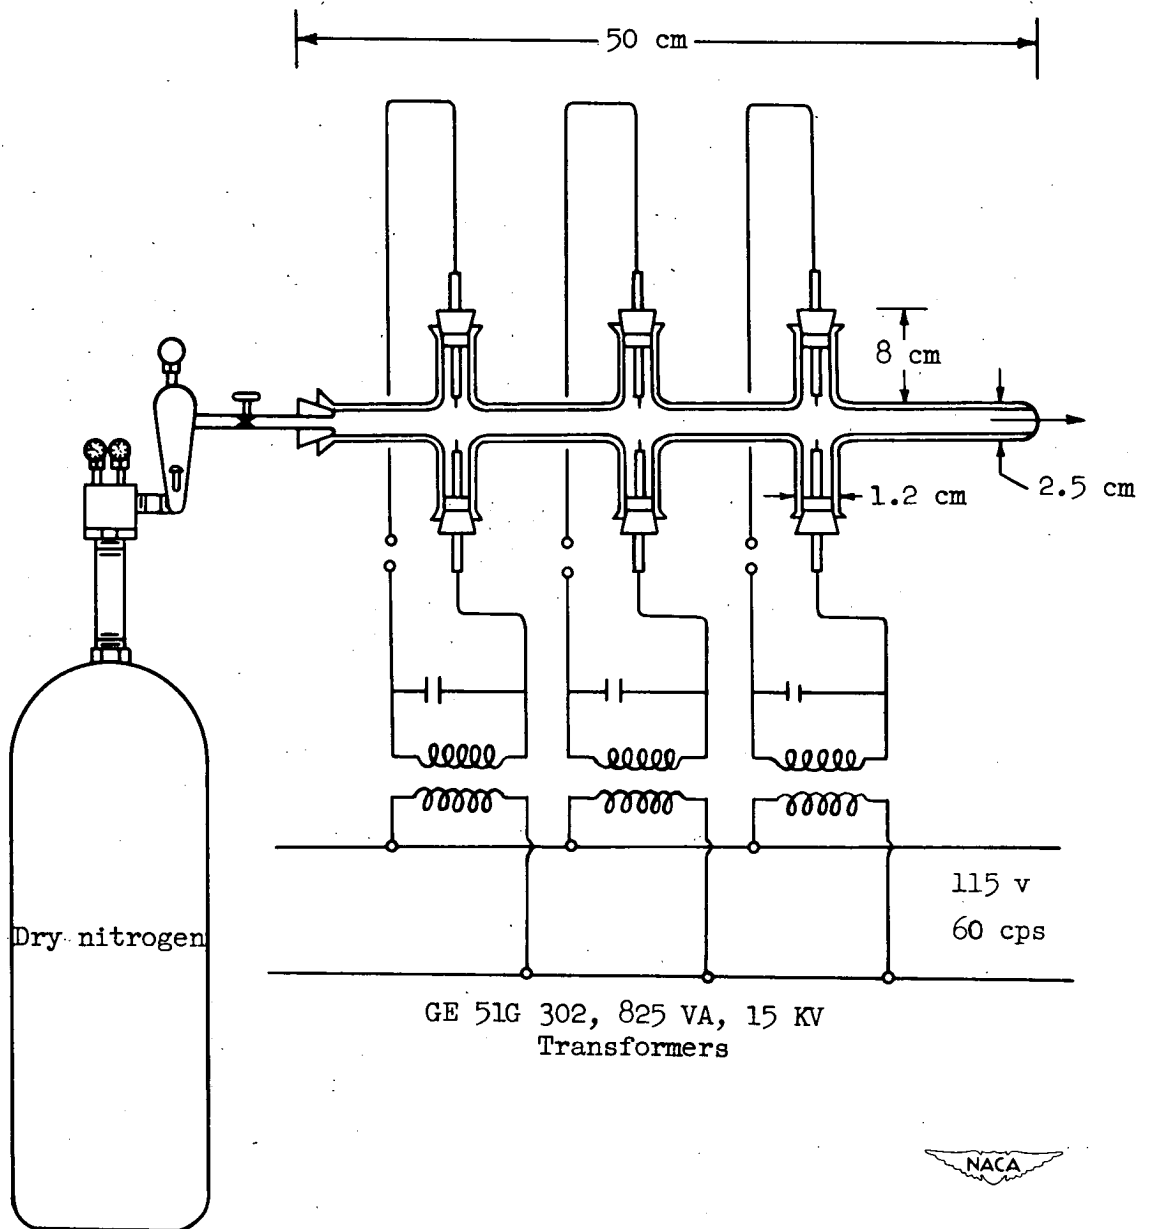 50 cm
8 cm
1.2 cm
2.5 cm
115 v
60 cps
Dry nitrogen
GE 51G 302, 825 VA, 15 KV
Transformers
NACA